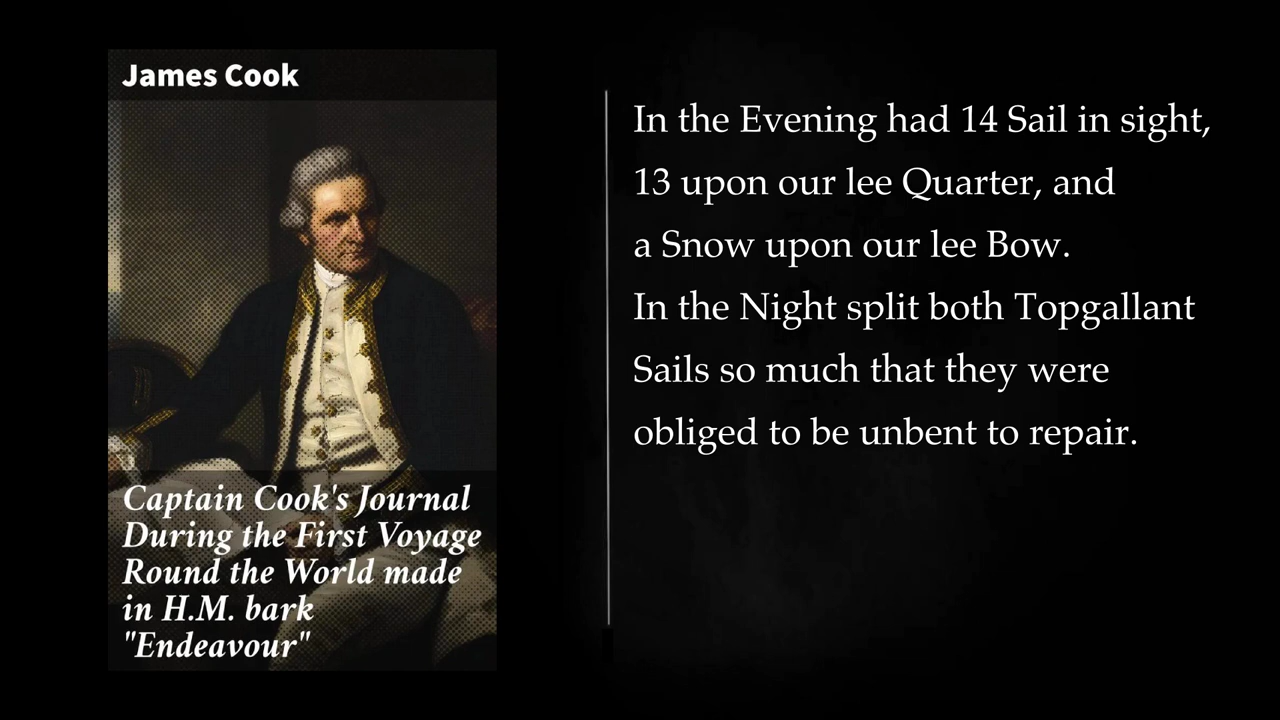 James Cook
Captain Cook's Journal
During the First Voyage
Round the World made
in H.M. bark
"Endeavour"
In the Evening had 14 Sail in sight,
13 upon our lee Quarter, and
a Snow upon our lee Bow.
In the Night split both Topgallant
Sails so much that they were
obliged to be unbent to repair.